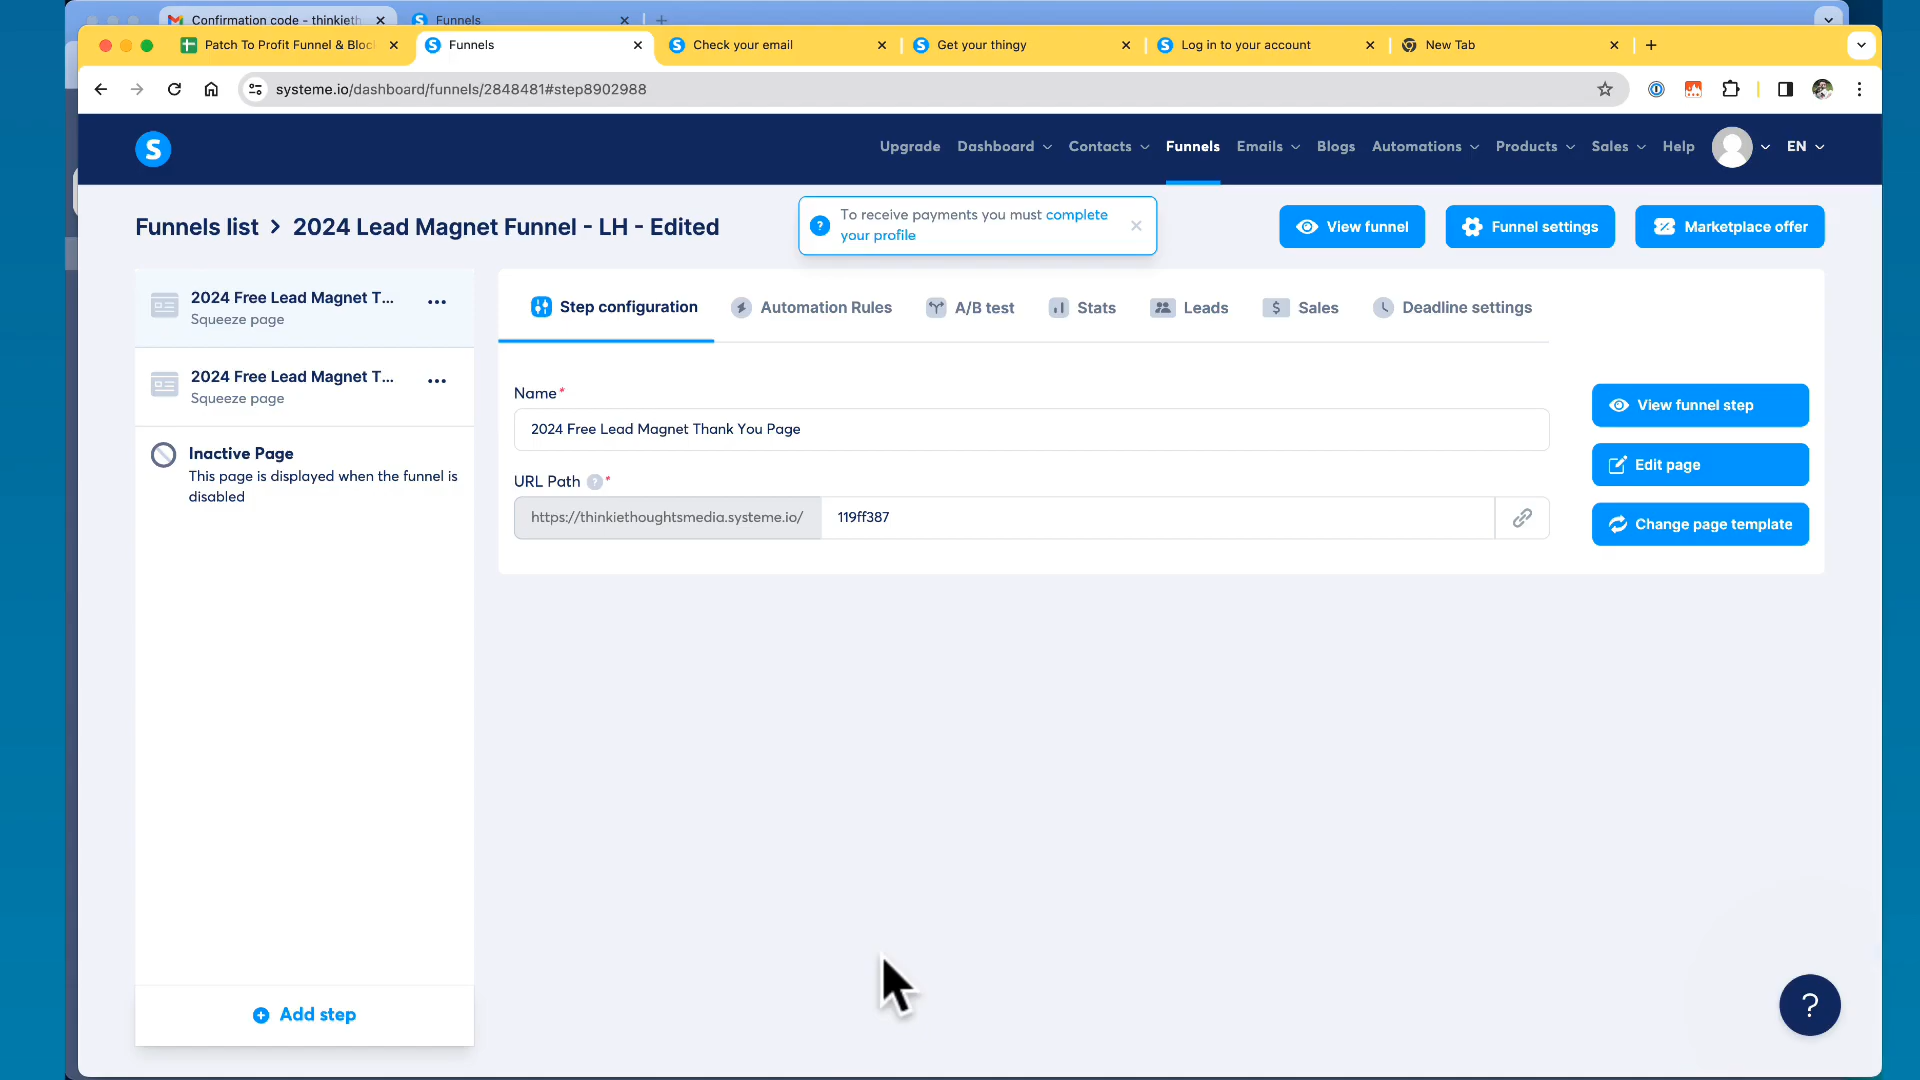 Confirmation code - thinkieth
Funnels
Patch To Profit Funnel & Bloc
Funnels
Check your email
Get your thingy
Log in to your account
New Tab
systeme.io/dashboard/funnels/2848481#step8902988
S
Upgrade
Dashboard
Contacts
Funnels
Emails
Blogs
Automations
Products
Sales
Help
EN
Funnels list > 2024 Lead Magnet Funnel - LH - Edited
To receive payments you must complete
your profile
View funnel
Funnel settings
Marketplace offer
2024 Free Lead Magnet T...
Squeeze page
2024 Free Lead Magnet T...
Squeeze page
Inactive Page
This page is displayed when the funnel is
disabled
Add step
Step configuration
Automation Rules
A/B test
Stats
Leads
Sales
Deadline settings
Name*
2024 Free Lead Magnet Thank You Page
URL Path ? *
https://thinkiethoughtsmedia.systeme.io/
119ff387
View funnel step
Edit page
Change page template
?